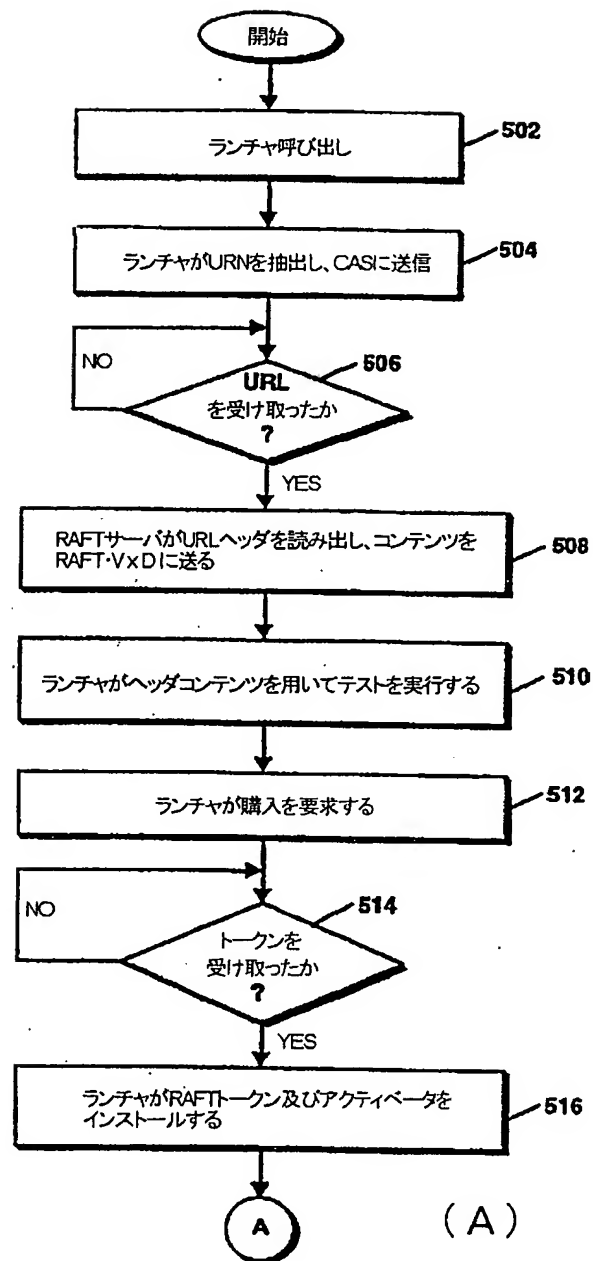 開始
ランチャ呼び出し
502
ランチャがURNを抽出し、CASに送信
504
NO
506
URL
を受け取ったか
?
YES
RAFTサーバがURLヘッダを読み出し、コンテンツを
RAFT・VxDに送る
508
ランチャがヘッダコンテンツを用いてテストを実行する
510
ランチャが購入を要求する
512
NO
514
トークンを
受け取ったか
?
YES
ランチャがRAFTトークン及びアクティベータを
インストールする
516
A
(A)